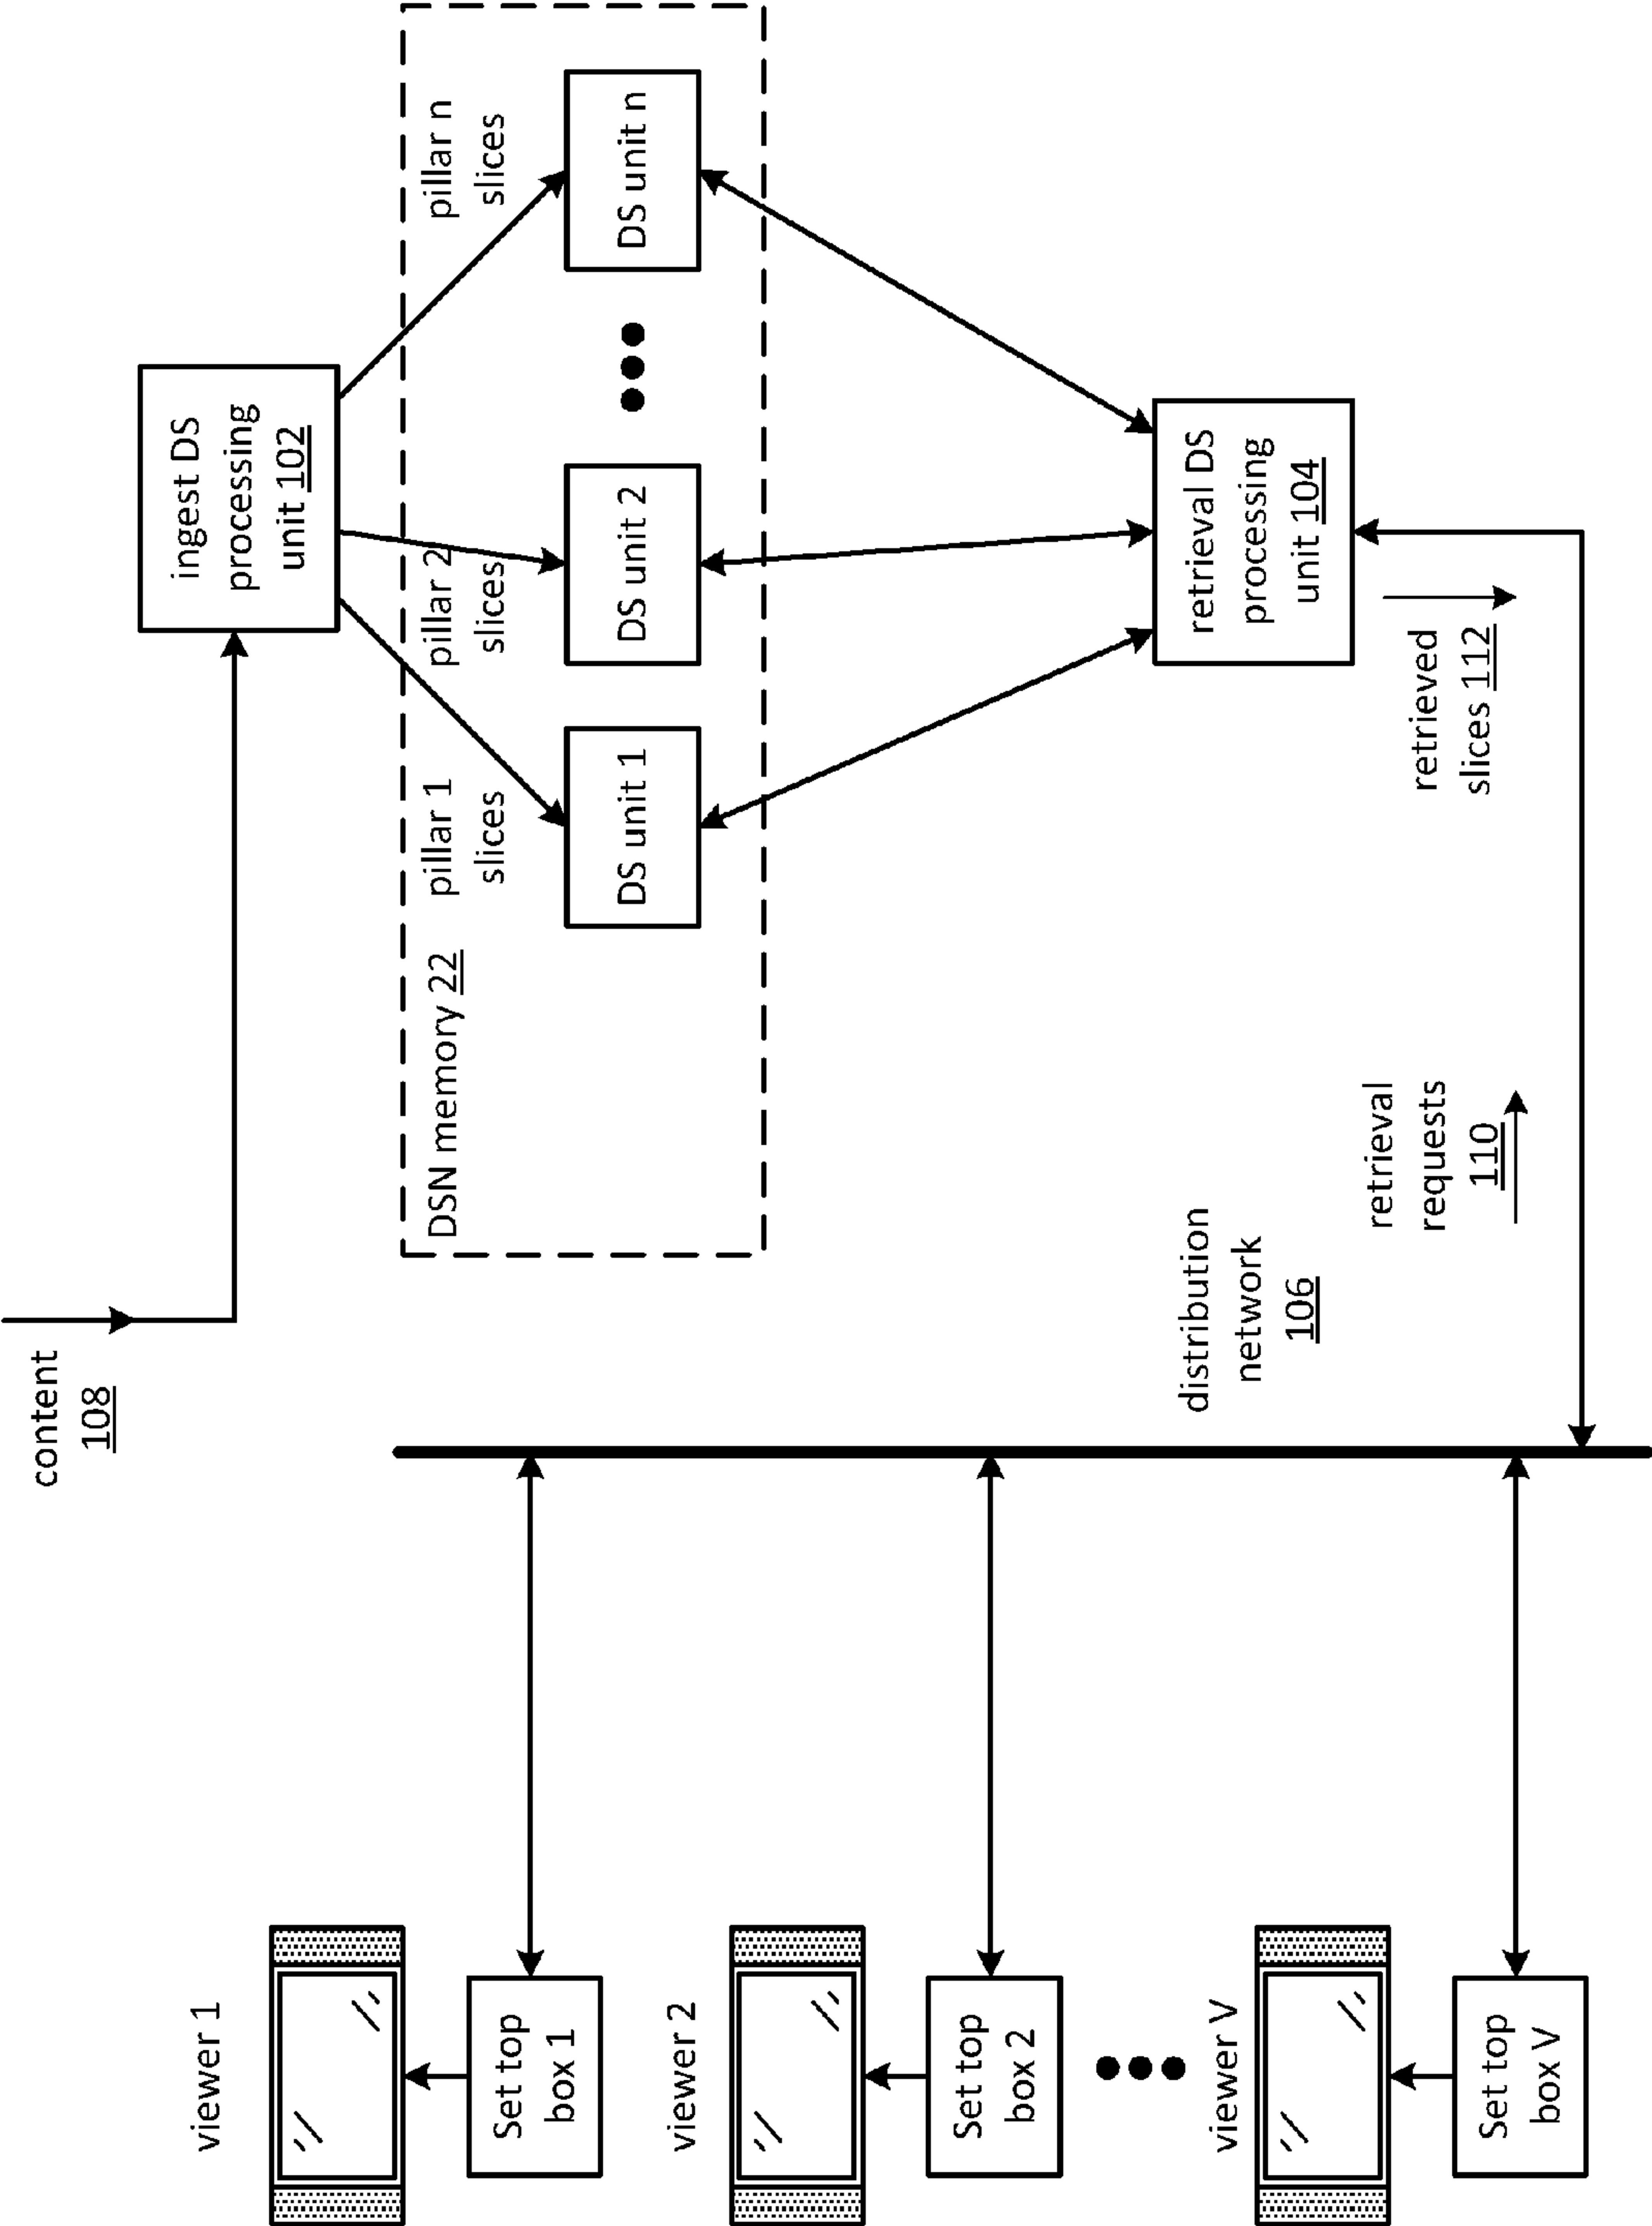 content
108
ingest DS
processing
unit 102
DSN memory 22
pillar 1
slices
pillar 2
slices
pillar n
slices
DS unit 1
DS unit 2
DS unit n
retrieval DS
processing
unit 104
retrieved
slices 112
retrieval
requests
110
distribution
network
106
viewer 1
Set top
box 1
viewer 2
Set top
box 2
viewer V
Set top
box V